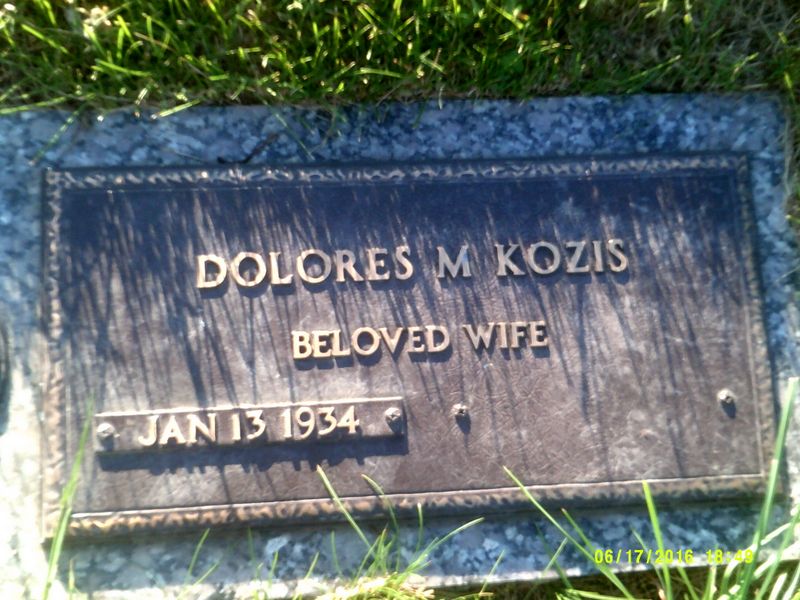 DOLORES M KOZIS
BELOVED WIFE
JAN 13 1934
06/17/2016 18:49